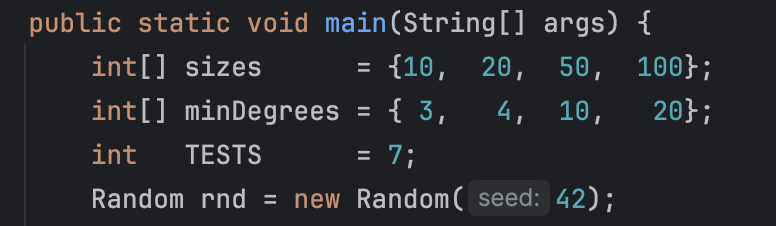 public static void main(String[] args) {
    int[] sizes      = {10,  20,  50,  100};
    int[] minDegrees = { 3,   4,  10,   20};
    int   TESTS      = 7;
    Random rnd = new Random( seed: 42);